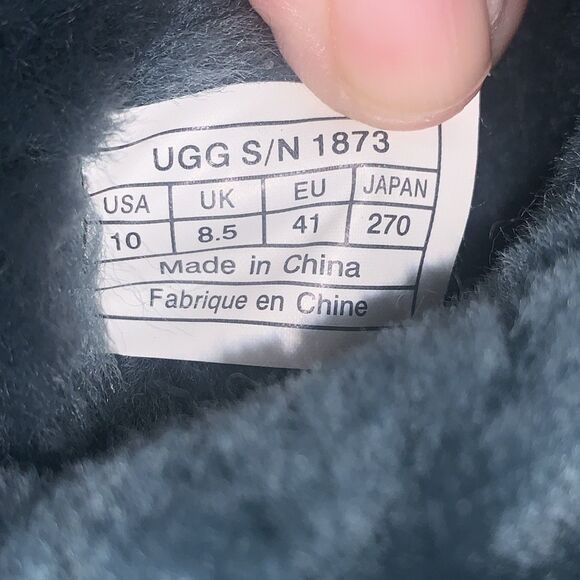 UGG S/N 1873
USA UK EU JAPAN
10 8.5 41 270
Made in China
Fabrique en Chine